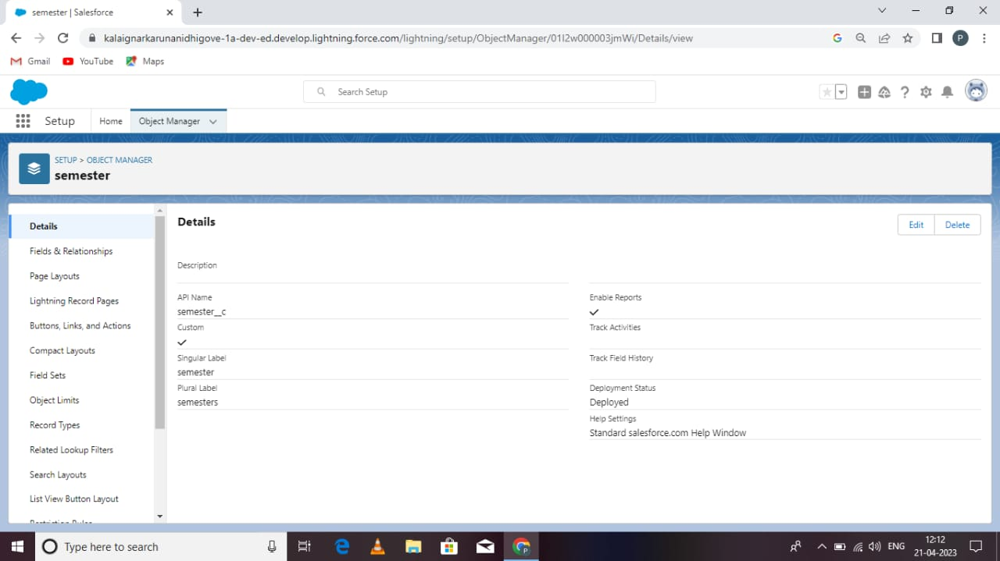 semester | Salesforce
kalaignarkarunanidhigove-1a-dev-ed.develop.lightning.force.com/lightning/setup/ObjectManager/01I2w000003jmWi/Details/view
P
Gmail YouTube Maps
Search Setup
Setup Home Object Manager
SETUP > OBJECT MANAGER
semester
Details
Fields & Relationships
Page Layouts
Lightning Record Pages
Buttons, Links, and Actions
Compact Layouts
Field Sets
Object Limits
Record Types
Related Lookup Filters
Search Layouts
List View Button Layout
Restriction Rules
Details
Edit Delete
Description
API Name
semester__c
Custom
Singular Label
semester
Plural Label
semesters
Enable Reports
Track Activities
Track Field History
Deployment Status
Deployed
Help Settings
Standard salesforce.com Help Window
Type here to search
P
ENG
12:12
21-04-2023